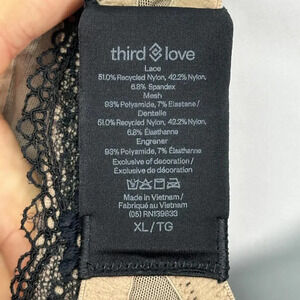 third love
Lace
51.0% Recycled Nylon, 42.2% Nylon,
6.8% Spandex
Mesh
93% Polyamide, 7% Elastane /
Dentelle
51.0% Recycled Nylon, 42.2% Nylon,
6.8% Élasthanne
Engrener
93% Polyamide, 7% Élasthanne
Exclusive of decoration /
Exclusive de décoration
Made in Vietnam /
Fabriqué au Vietnam
(05) RN139833
XL / TG